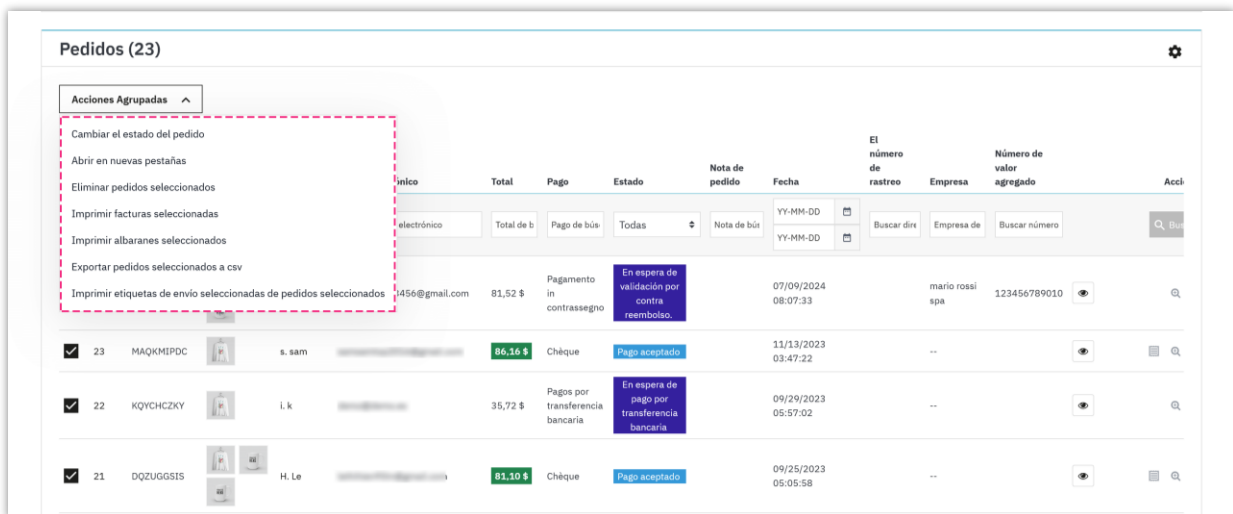 Pedidos (23)
Acciones Agrupadas
Cambiar el estado del pedido
Abrir en nuevas pestañas
Eliminar pedidos seleccionados
Imprimir facturas seleccionadas
Imprimir albaranes seleccionados
Exportar pedidos seleccionados a csv
Imprimir etiquetas de envío seleccionadas de pedidos seleccionados
Total Pago Estado Nota de pedido Fecha El número de rastreo Empresa Número de valor agregado
electrónico Total de b Pago de bús Todas Nota de bús YY-MM-DD Buscar dire Empresa de Buscar número
YY-MM-DD
456@gmail.com 81,52 $ Pagamento in contrassegno En espera de validación por contra reembolso. 07/09/2024 08:07:33 mario rossi spa 123456789010
23 MAQKMIPDC s. sam 86,16 $ Chèque Pago aceptado 11/13/2023 03:47:22 --
22 KQYCHCZKY i. k 35,72 $ Pagos por transferencia bancaria En espera de pago por transferencia bancaria 09/29/2023 05:57:02 --
21 DQZUGGSIS H. Le 81,10 $ Chèque Pago aceptado 09/25/2023 05:05:58 --